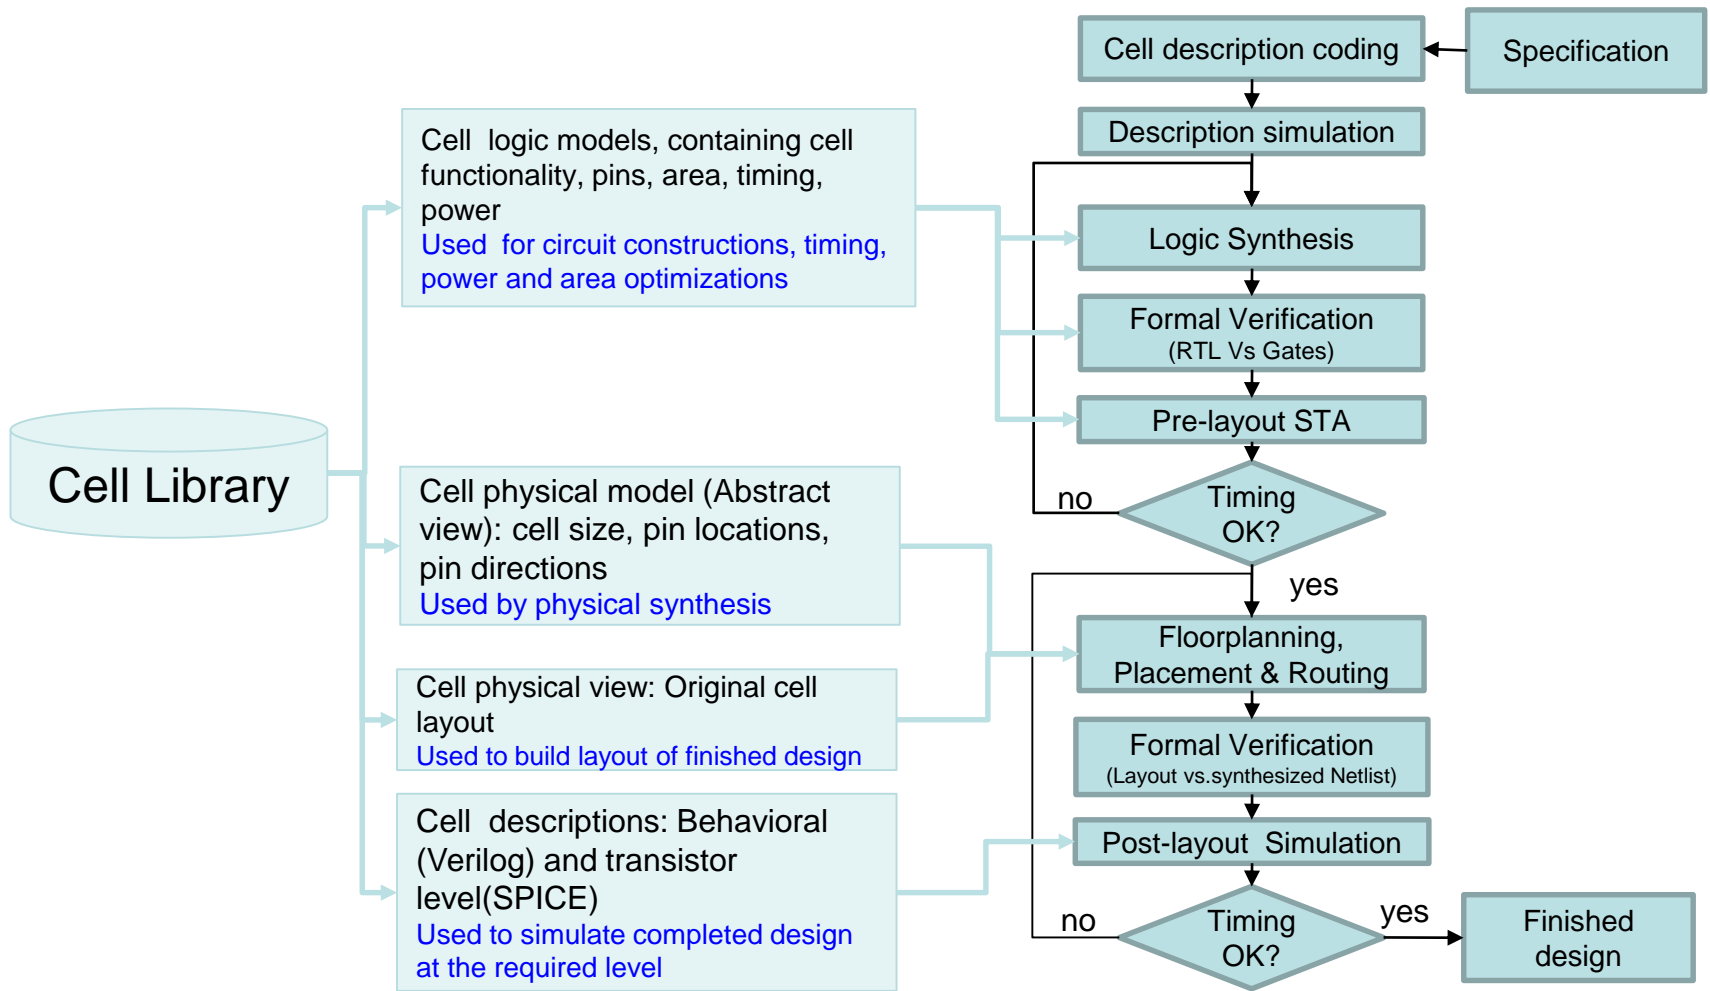 Cell description coding
Specification
Description simulation
Cell  logic models, containing cell
functionality, pins, area, timing,
power
Used  for circuit constructions, timing,
power and area optimizations
Logic Synthesis
Formal Verification
(RTL Vs Gates)
Pre-layout STA
Cell Library
Cell physical model (Abstract
view): cell size, pin locations,
pin directions
Used by physical synthesis
no
Timing
OK?
yes
Floorplanning,
Placement & Routing
Cell physical view: Original cell
layout
Used to build layout of finished design
Formal Verification
(Layout vs.synthesized Netlist)
Cell  descriptions: Behavioral
(Verilog) and transistor
level(SPICE)
Used to simulate completed design
at the required level
Post-layout  Simulation
no
Timing
OK?
yes
Finished
design